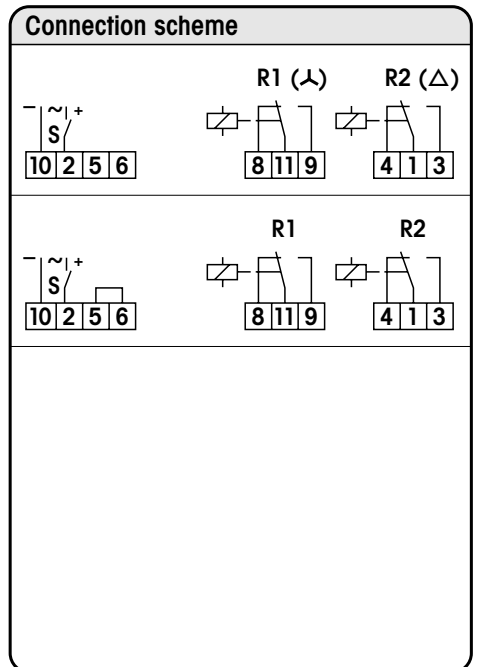 Connection scheme
R1 (⅄) R2 (△)
− ~ +
S
10 2 5 6 8 11 9 4 1 3
R1 R2
− ~ +
S
10 2 5 6 8 11 9 4 1 3